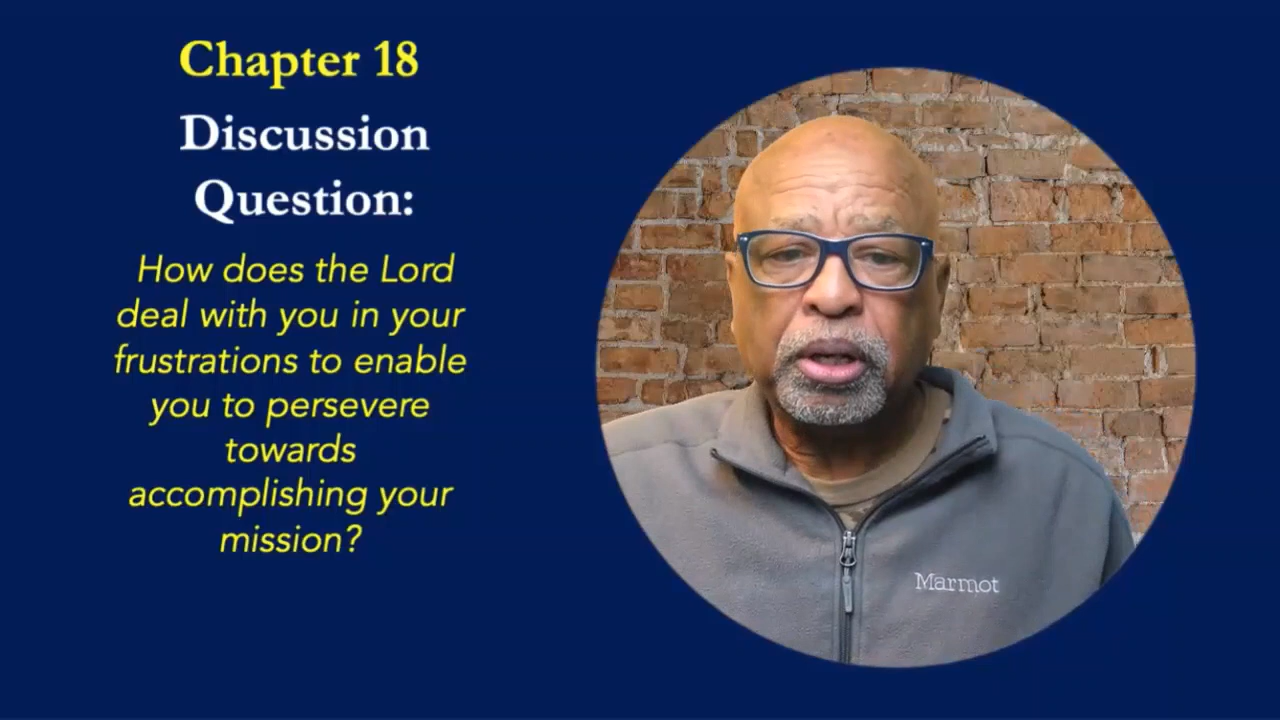 Chapter 18
Discussion
Question:
How does the Lord
deal with you in your
frustrations to enable
you to persevere
towards
accomplishing your
mission?
Marmot